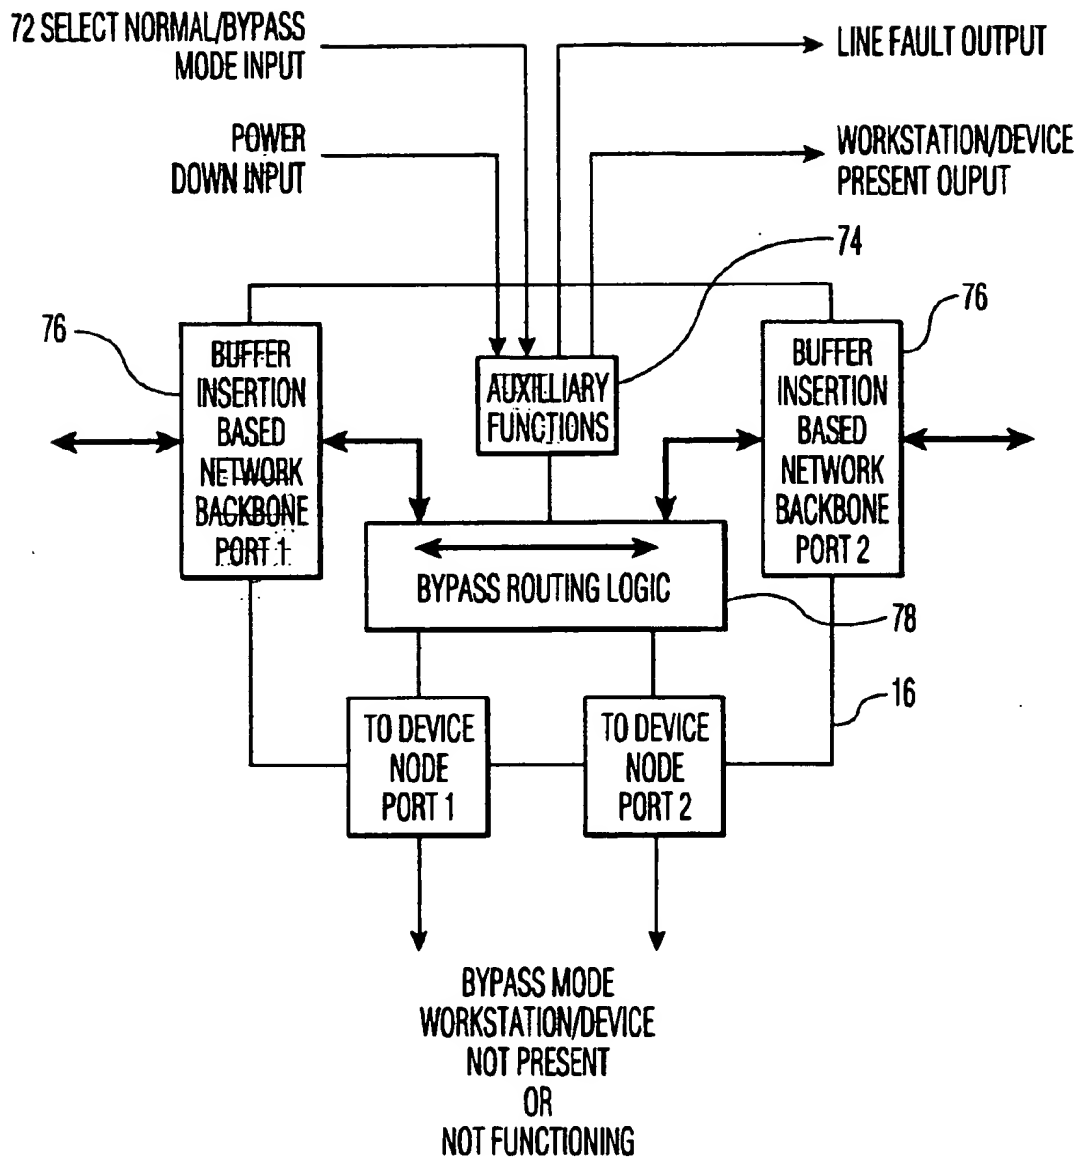 72 SELECT NORMAL/BYPASS
MODE INPUT
LINE FAULT OUTPUT
POWER
DOWN INPUT
WORKSTATION/DEVICE
PRESENT OUPUT
74
76
76
BUFFER
INSERTION
BASED
NETWORK
BACKBONE
PORT 1
AUXILLIARY
FUNCTIONS
BUFFER
INSERTION
BASED
NETWORK
BACKBONE
PORT 2
BYPASS ROUTING LOGIC
78
16
TO DEVICE
NODE
PORT 1
TO DEVICE
NODE
PORT 2
BYPASS MODE
WORKSTATION/DEVICE
NOT PRESENT
OR
NOT FUNCTIONING